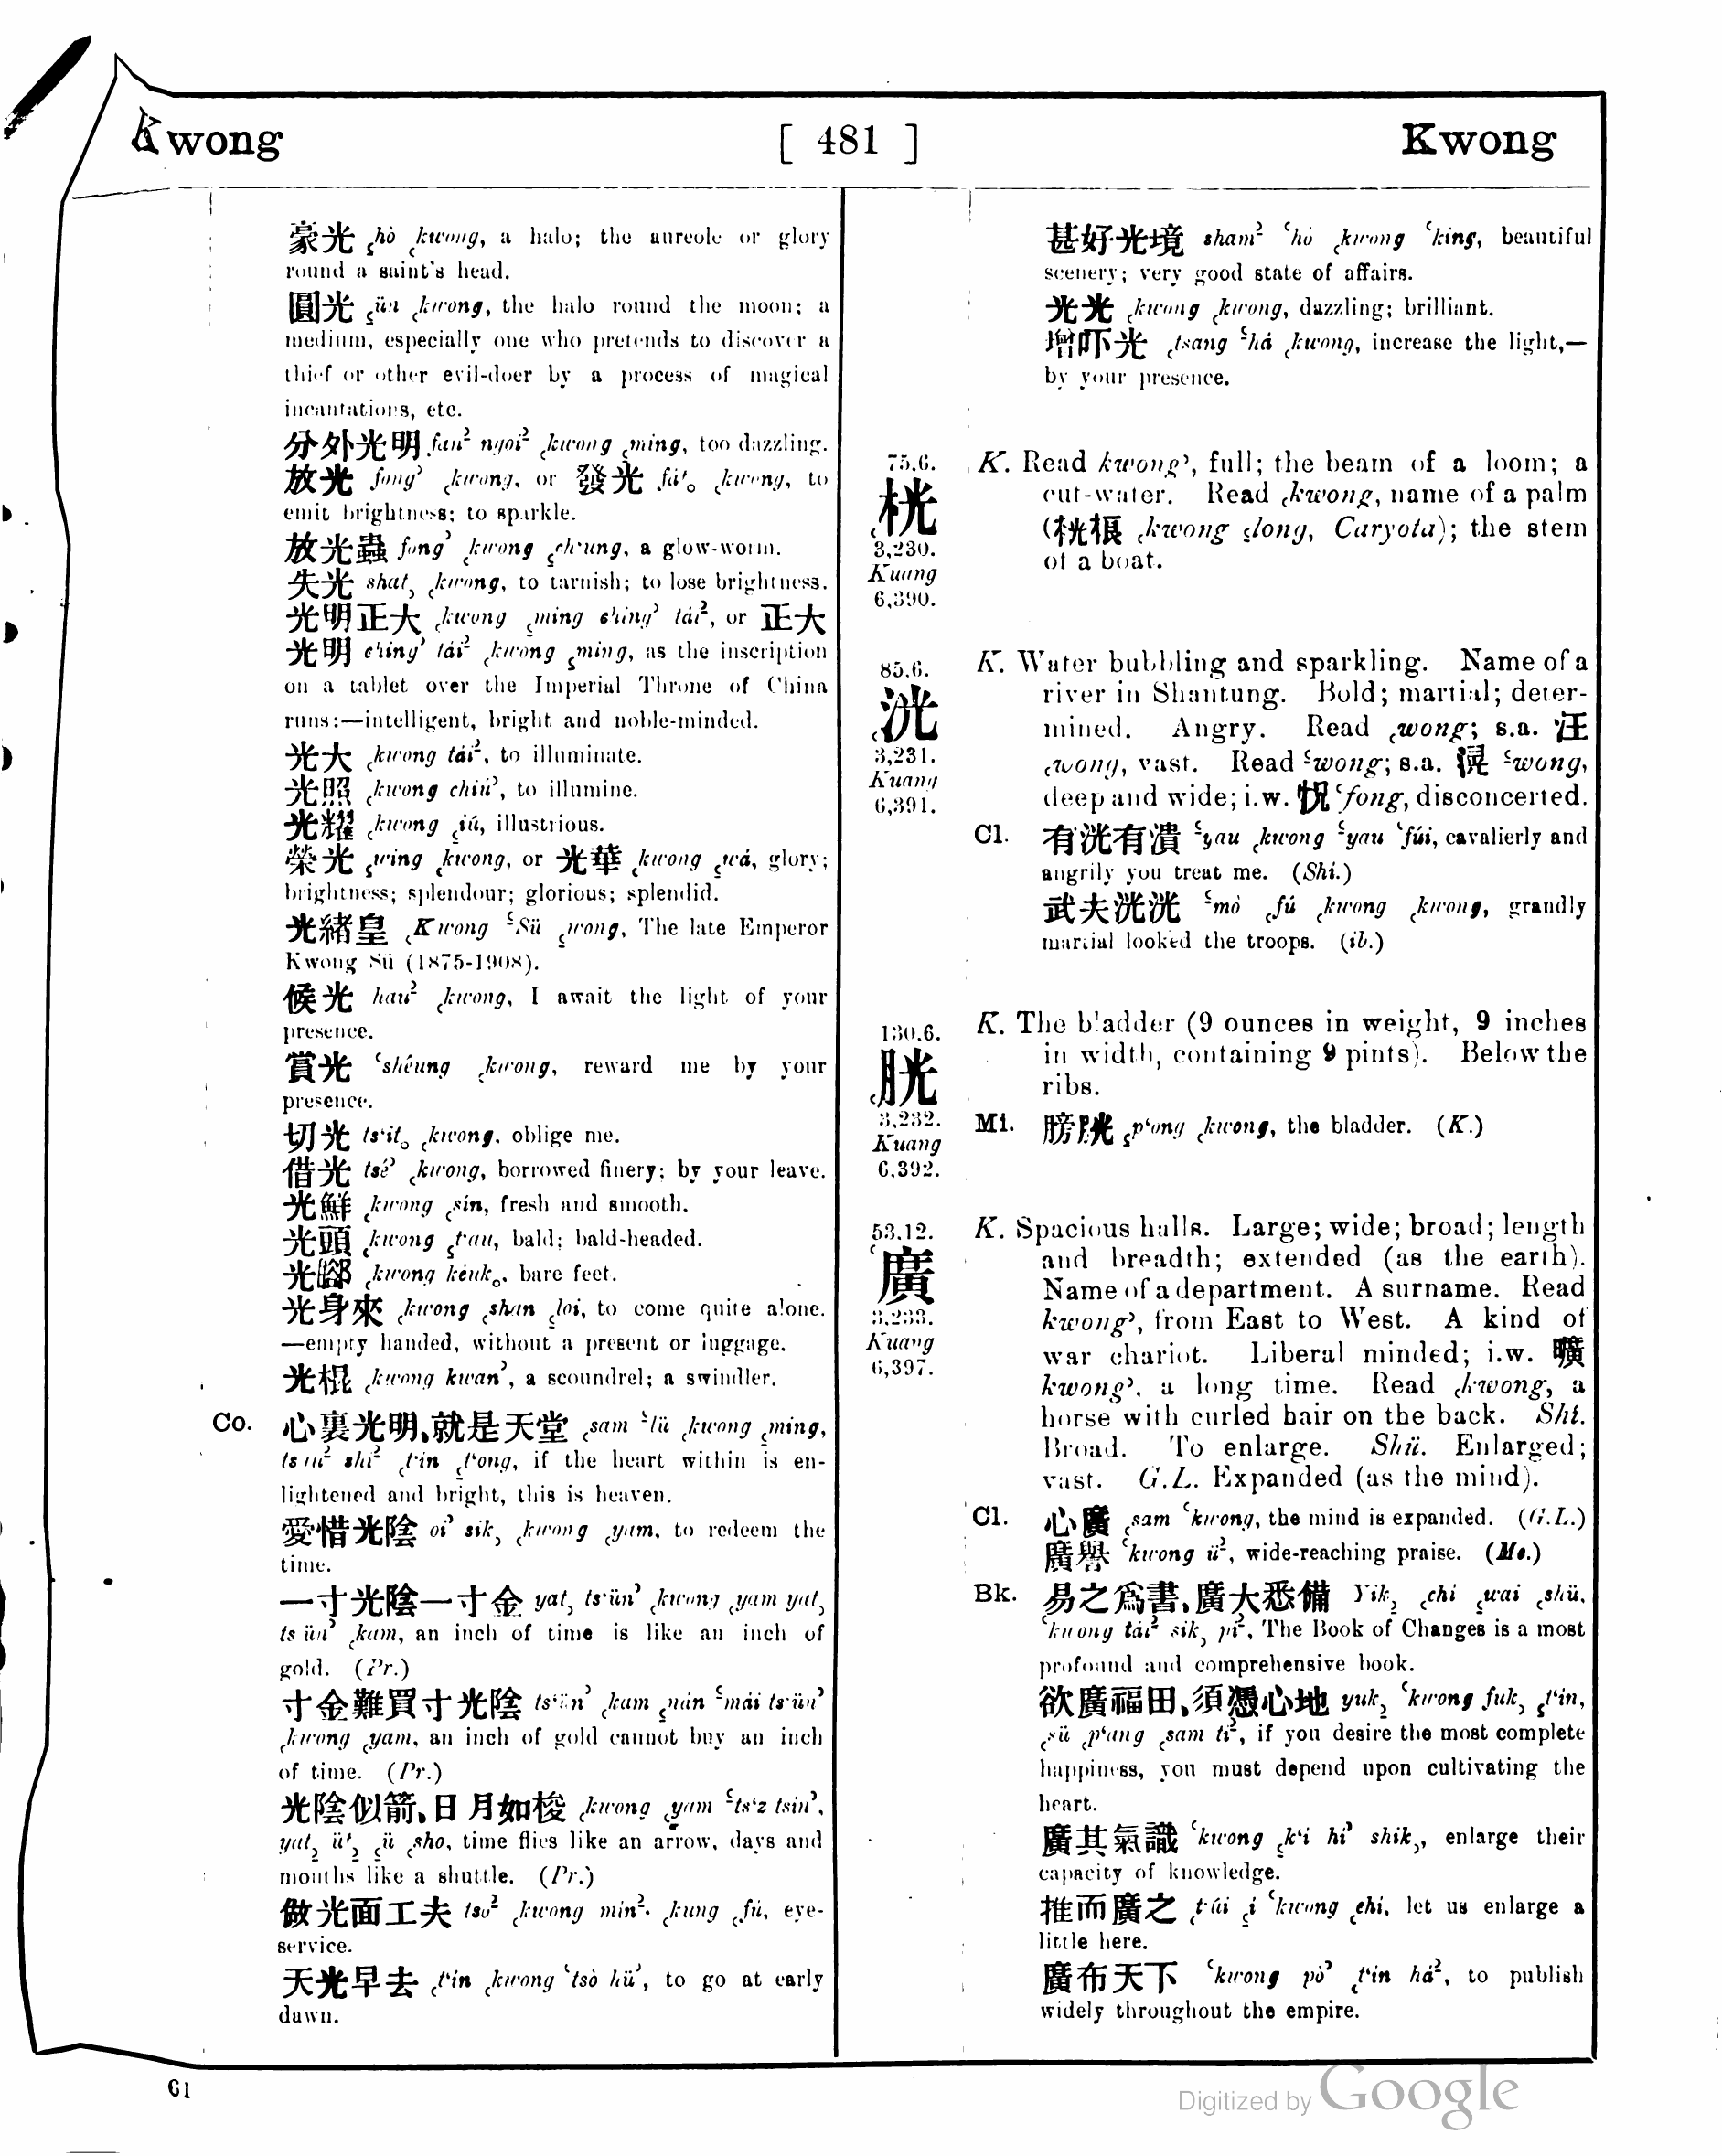 Kwong [ 481 ] Kwong
豪光 ˛hò ˛kwong, a halo; the aureole or glory
round a saint's head.
圓光 ˛ün ˛kwong, the halo round the moon; a
medium, especially one who pretends to discover a
thief or other evil-doer by a process of magical
incantations, etc.
分外光明 fan² ngoi² ˛kwong ˛ming, too dazzling.
放光 fong’ ˛kwong, or 發光 fát。 ˛kwong, to
emit brightness; to sparkle.
放光蟲 fong’ ˛kwong ˛ch‘ung, a glow-worm.
失光 shat, ˛kwong, to tarnish; to lose brightness.
光明正大 ˛kwong ˛ming ching’ tái², or 正大
光明 ching’ tái² ˛kwong ˛ming, as the inscription
on a tablet over the Imperial Throne of China
runs:—intelligent, bright and noble-minded.
光大 ˛kwong tái², to illuminate.
光照 ˛kwong chiú’, to illumine.
光耀 ˛kwong ˛iú, illustrious.
榮光 ˛wing ˛kwong, or 光華 ˛kwong ˛wá, glory;
brightness; splendour; glorious; splendid.
光緒皇 ˛Kwong ‘Sü ˛wong, The late Emperor
Kwong Sü (1875-1908).
候光 hau² ˛kwong, I await the light of your
presence.
賞光 ‘shéung ˛kwong, reward me by your
presence.
切光 ts‘it。 ˛kwong, oblige me.
借光 tsé’ ˛kwong, borrowed finery; by your leave.
光鮮 ˛kwong ˛sín, fresh and smooth.
光頭 ˛kwong ˛t‘au, bald; bald-headed.
光腳 ˛kwong kéuk。, bare feet.
光身來 ˛kwong ˛shan ˛loi, to come quite alone.
—empty handed, without a present or luggage.
光棍 ˛kwong kwan’, a scoundrel; a swindler.
Co. 心裏光明、就是天堂 ˛sam ‘lü ˛kwong ˛ming,
tsau² shi² ˛t‘ín ˛t‘ong, if the heart within is en-
lightened and bright, this is heaven.
愛惜光陰 oi’ sik, ˛kwong ˛yam, to redeem the
time.
一寸光陰一寸金 yat, ts‘ün’ ˛kwong ˛yam yat,
ts‘ün’ ˛kam, an inch of time is like an inch of
gold. (Pr.)
寸金難買寸光陰 ts‘ün’ ˛kam ˛nán ‘mái ts‘ün’
˛kwong ˛yam, an inch of gold cannot buy an inch
of time. (Pr.)
光陰似箭、日月如梭 ˛kwong ˛yam ‘ts‘z tsín’,
yat, üt, ˛ü ˛sho, time flies like an arrow, days and
months like a shuttle. (Pr.)
做光面工夫 tso² ˛kwong mín². ˛kung ˛fú, eye-
service.
天光早去 ˛t‘ín ˛kwong ‘tsò hü’, to go at early
dawn.
61
甚好光境 sham² ‘hò ˛kwong ‘king, beautiful
scenery; very good state of affairs.
光光 ˛kwong ˛kwong, dazzling; brilliant.
增吓光 ˛tsang ‘há ˛kwong, increase the light,—
by your presence.
75.6.
桄
3,230.
Kuang
6,390.
K. Read kwong’, full; the beam of a loom; a
cut-water. Read ˛kwong, name of a palm
(桄榔 ˛kwong ˛long, Caryota); the stem
of a boat.
85.6.
洸
3,231.
Kuang
6,391.
K. Water bubbling and sparkling. Name of a
river in Shantung. Bold; martial; deter-
mined. Angry. Read ˛wong; s.a. 汪
˛wong, vast. Read ‘wong; s.a. 滉 ‘wong,
deep and wide; i.w. 怳 ‘fong, disconcerted.
Cl. 有洸有潰 ‘yau ˛kwong ‘yau ‘fúi, cavalierly and
angrily you treat me. (Shí.)
武夫洸洸 ‘mò ˛fú ˛kwong ˛kwong, grandly
martial looked the troops. (ib.)
130.6.
胱
3,232.
Kuang
6,392.
K. The bladder (9 ounces in weight, 9 inches
in width, containing 9 pints). Below the
ribs.
Mi. 膀胱 ˛p‘ong ˛kwong, the bladder. (K.)
53.12.
‘廣
3,233.
Kuang
6,397.
K. Spacious halls. Large; wide; broad; length
and breadth; extended (as the earth).
Name of a department. A surname. Read
kwong’, from East to West. A kind of
war chariot. Liberal minded; i.w. 曠
kwong’, a long time. Read ˛kwong, a
horse with curled hair on the back. Shí.
Broad. To enlarge. Shü. Enlarged;
vast. G.L. Expanded (as the mind).
Cl. 心廣 ˛sam ‘kwong, the mind is expanded. (G.L.)
廣譽 ‘kwong ü², wide-reaching praise. (Me.)
Bk. 易之爲書、廣大悉備 Yik, ˛chi ˛wai ˛shü,
‘kwong tái² sik, pi², The Book of Changes is a most
profound and comprehensive book.
欲廣福田、須憑心地 yuk, ‘kwong fuk, ˛t‘ín,
˛sü ˛p‘ang ˛sam tí², if you desire the most complete
happiness, you must depend upon cultivating the
heart.
廣其氣識 ‘kwong ˛k‘i hí’ shik,, enlarge their
capacity of knowledge.
推而廣之 ˛t‘úi ˛í ‘kwong ˛chí, let us enlarge a
little here.
廣布天下 ‘kwong pò’ ˛t‘ín há², to publish
widely throughout the empire.
Digitized by Google